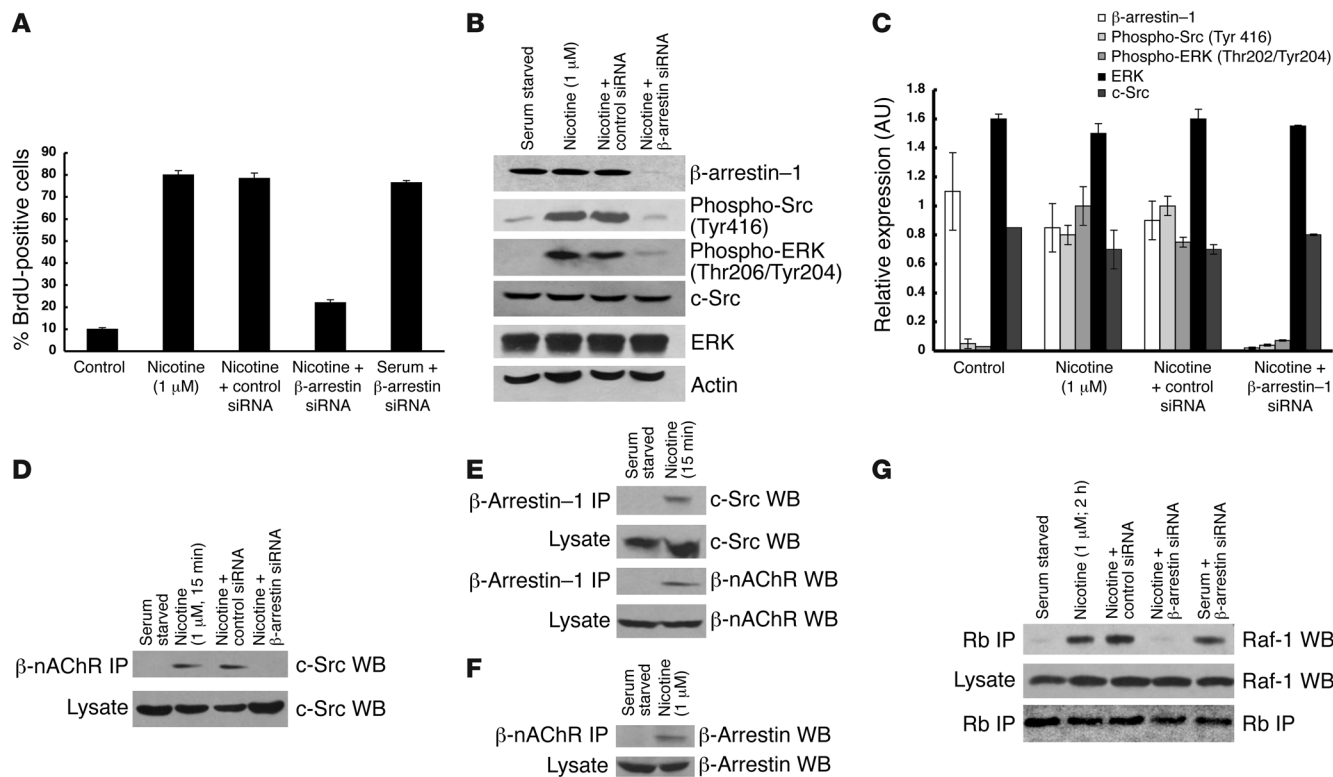 A
% BrdU-positive cells
90
80
70
60
50
40
30
20
10
0
Control
Nicotine
(1 μM)
Nicotine
+ control
siRNA
Nicotine +
β-arrestin
siRNA
Serum +
β-arrestin
siRNA
B
Serum starved
Nicotine (1 μM)
Nicotine +
control siRNA
Nicotine +
β-arrestin siRNA
β-arrestin–1
Phospho-Src
(Tyr416)
Phospho-ERK
(Thr206/Tyr204)
c-Src
ERK
Actin
C
β-arrestin–1
Phospho-Src (Tyr 416)
Phospho-ERK (Thr202/Tyr204)
ERK
c-Src
Relative expression (AU)
1.8
1.6
1.4
1.2
1
0.8
0.6
0.4
0.2
0
Control
Nicotine
(1 μM)
Nicotine
+ control
siRNA
Nicotine +
β-arrestin–1
siRNA
D
Serum
starved
Nicotine
(1 μM, 15 min)
Nicotine +
control siRNA
Nicotine +
β-arrestin siRNA
β-nAChR IP
c-Src WB
Lysate
c-Src WB
E
Serum
starved
Nicotine
(15 min)
β-Arrestin–1 IP
c-Src WB
Lysate
c-Src WB
β-Arrestin–1 IP
β-nAChR WB
Lysate
β-nAChR WB
F
Serum
starved
Nicotine
(1 μM)
β-nAChR IP
β-Arrestin WB
Lysate
β-Arrestin WB
G
Serum starved
Nicotine (1 μM; 2 h)
Nicotine +
control siRNA
Nicotine +
β-arrestin siRNA
Serum +
β-arrestin siRNA
Rb IP
Raf-1 WB
Lysate
Raf-1 WB
Rb IP
Rb IP